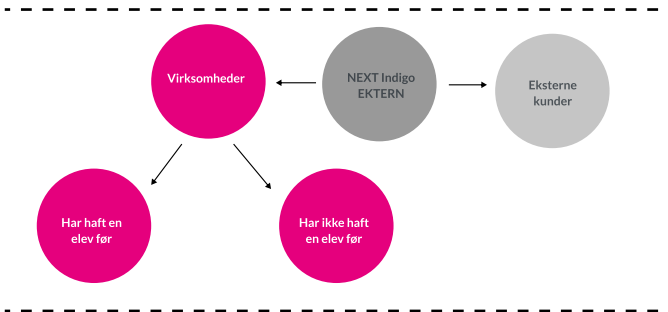 Virksomheder
NEXT Indigo
EKTERN
Eksterne
kunder
Har haft en
elev før
Har ikke haft
en elev før